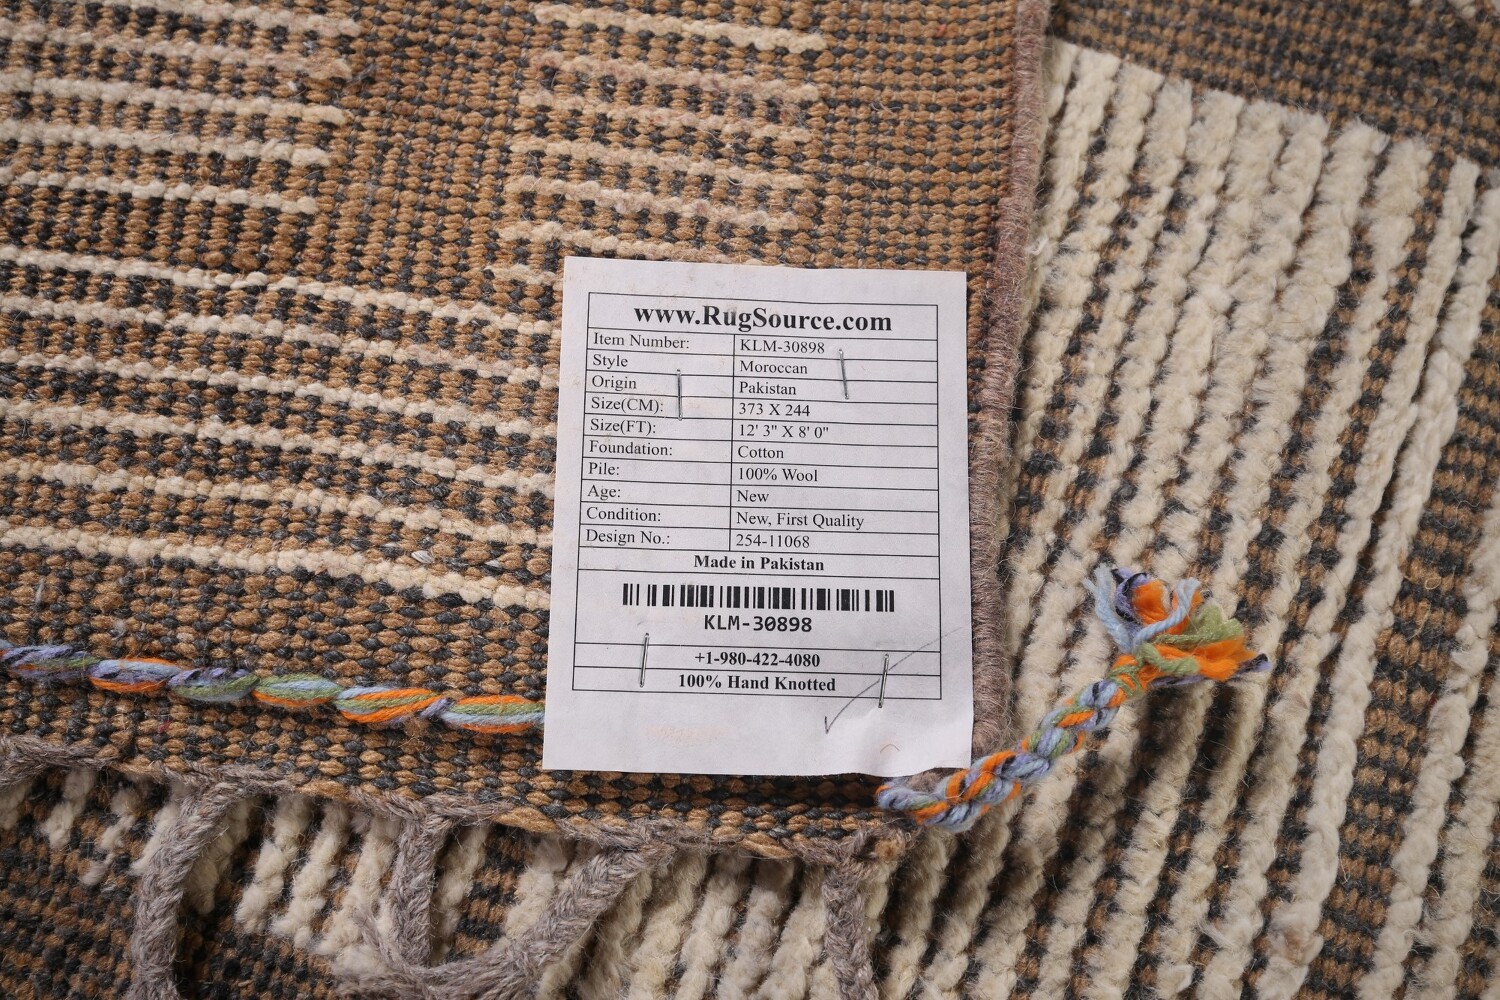 www.RugSource.com
Item Number: KLM-30898
Style Moroccan
Origin Pakistan
Size(CM): 373 X 244
Size(FT): 12' 3" X 8' 0"
Foundation: Cotton
Pile: 100% Wool
Age: New
Condition: New, First Quality
Design No.: 254-11068
Made in Pakistan
KLM-30898
+1-980-422-4080
100% Hand Knotted